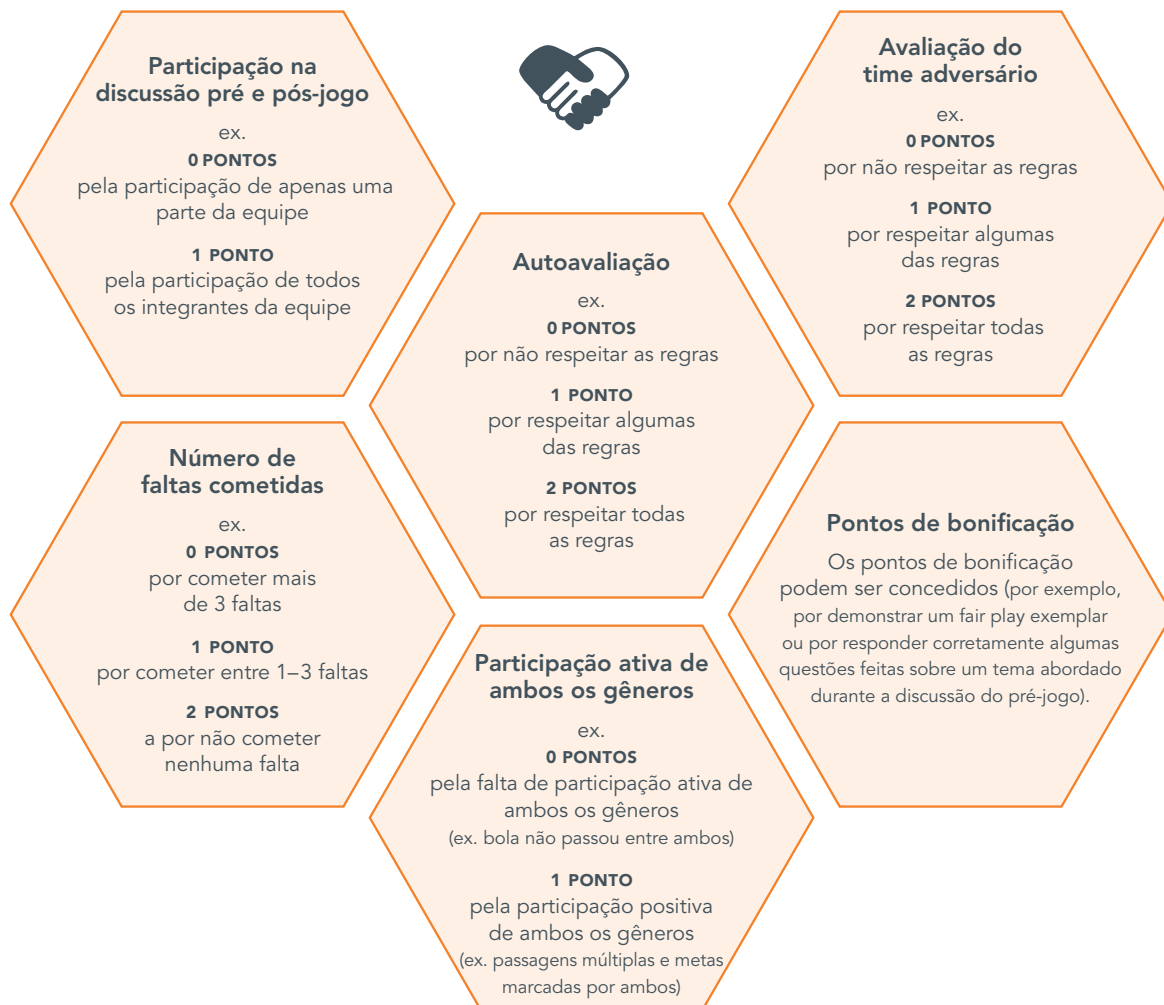 Participação na
discussão pré e pós-jogo
ex.
0 PONTOS
pela participação de apenas uma
parte da equipe
1 PONTO
pela participação de todos
os integrantes da equipe
Avaliação do
time adversário
ex.
0 PONTOS
por não respeitar as regras
1 PONTO
por respeitar algumas
das regras
2 PONTOS
por respeitar todas
as regras
Autoavaliação
ex.
0 PONTOS
por não respeitar as regras
1 PONTO
por respeitar algumas
das regras
2 PONTOS
por respeitar todas
as regras
Número de
faltas cometidas
ex.
0 PONTOS
por cometer mais
de 3 faltas
1 PONTO
por cometer entre 1–3 faltas
2 PONTOS
a por não cometer
nenhuma falta
Pontos de bonificação
Os pontos de bonificação
podem ser concedidos (por exemplo,
por demonstrar um fair play exemplar
ou por responder corretamente algumas
questões feitas sobre um tema abordado
durante a discussão do pré-jogo).
Participação ativa de
ambos os gêneros
ex.
0 PONTOS
pela falta de participação ativa de
ambos os gêneros
(ex. bola não passou entre ambos)
1 PONTO
pela participação positiva
de ambos os gêneros
(ex. passagens múltiplas e metas
marcadas por ambos)